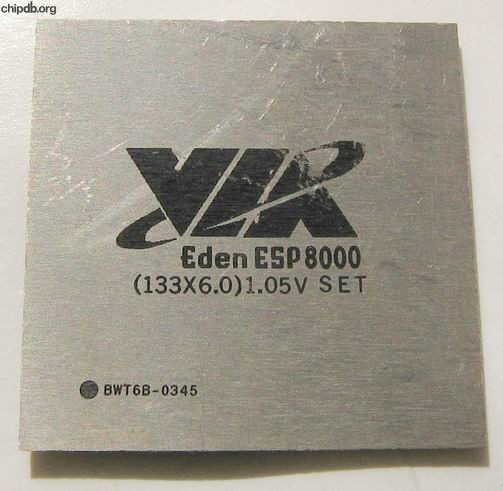 chipdb.org
VIA
Eden ESP 8000
(133X6.0)1.05V SET
BWT6B-0345